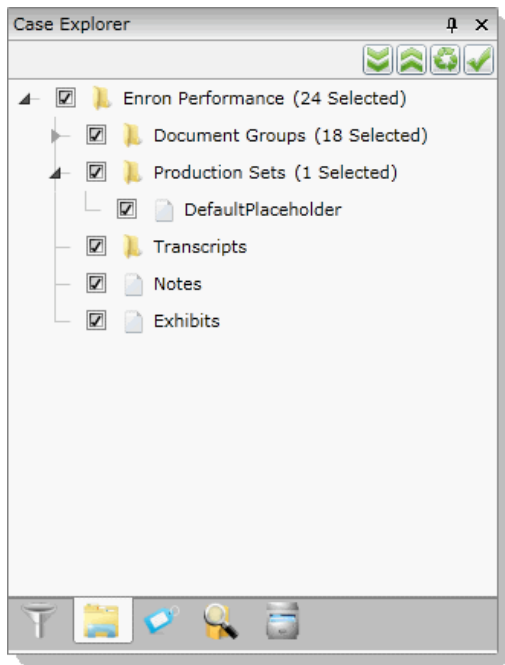 Case Explorer
Enron Performance (24 Selected)
Document Groups (18 Selected)
Production Sets (1 Selected)
DefaultPlaceholder
Transcripts
Notes
Exhibits